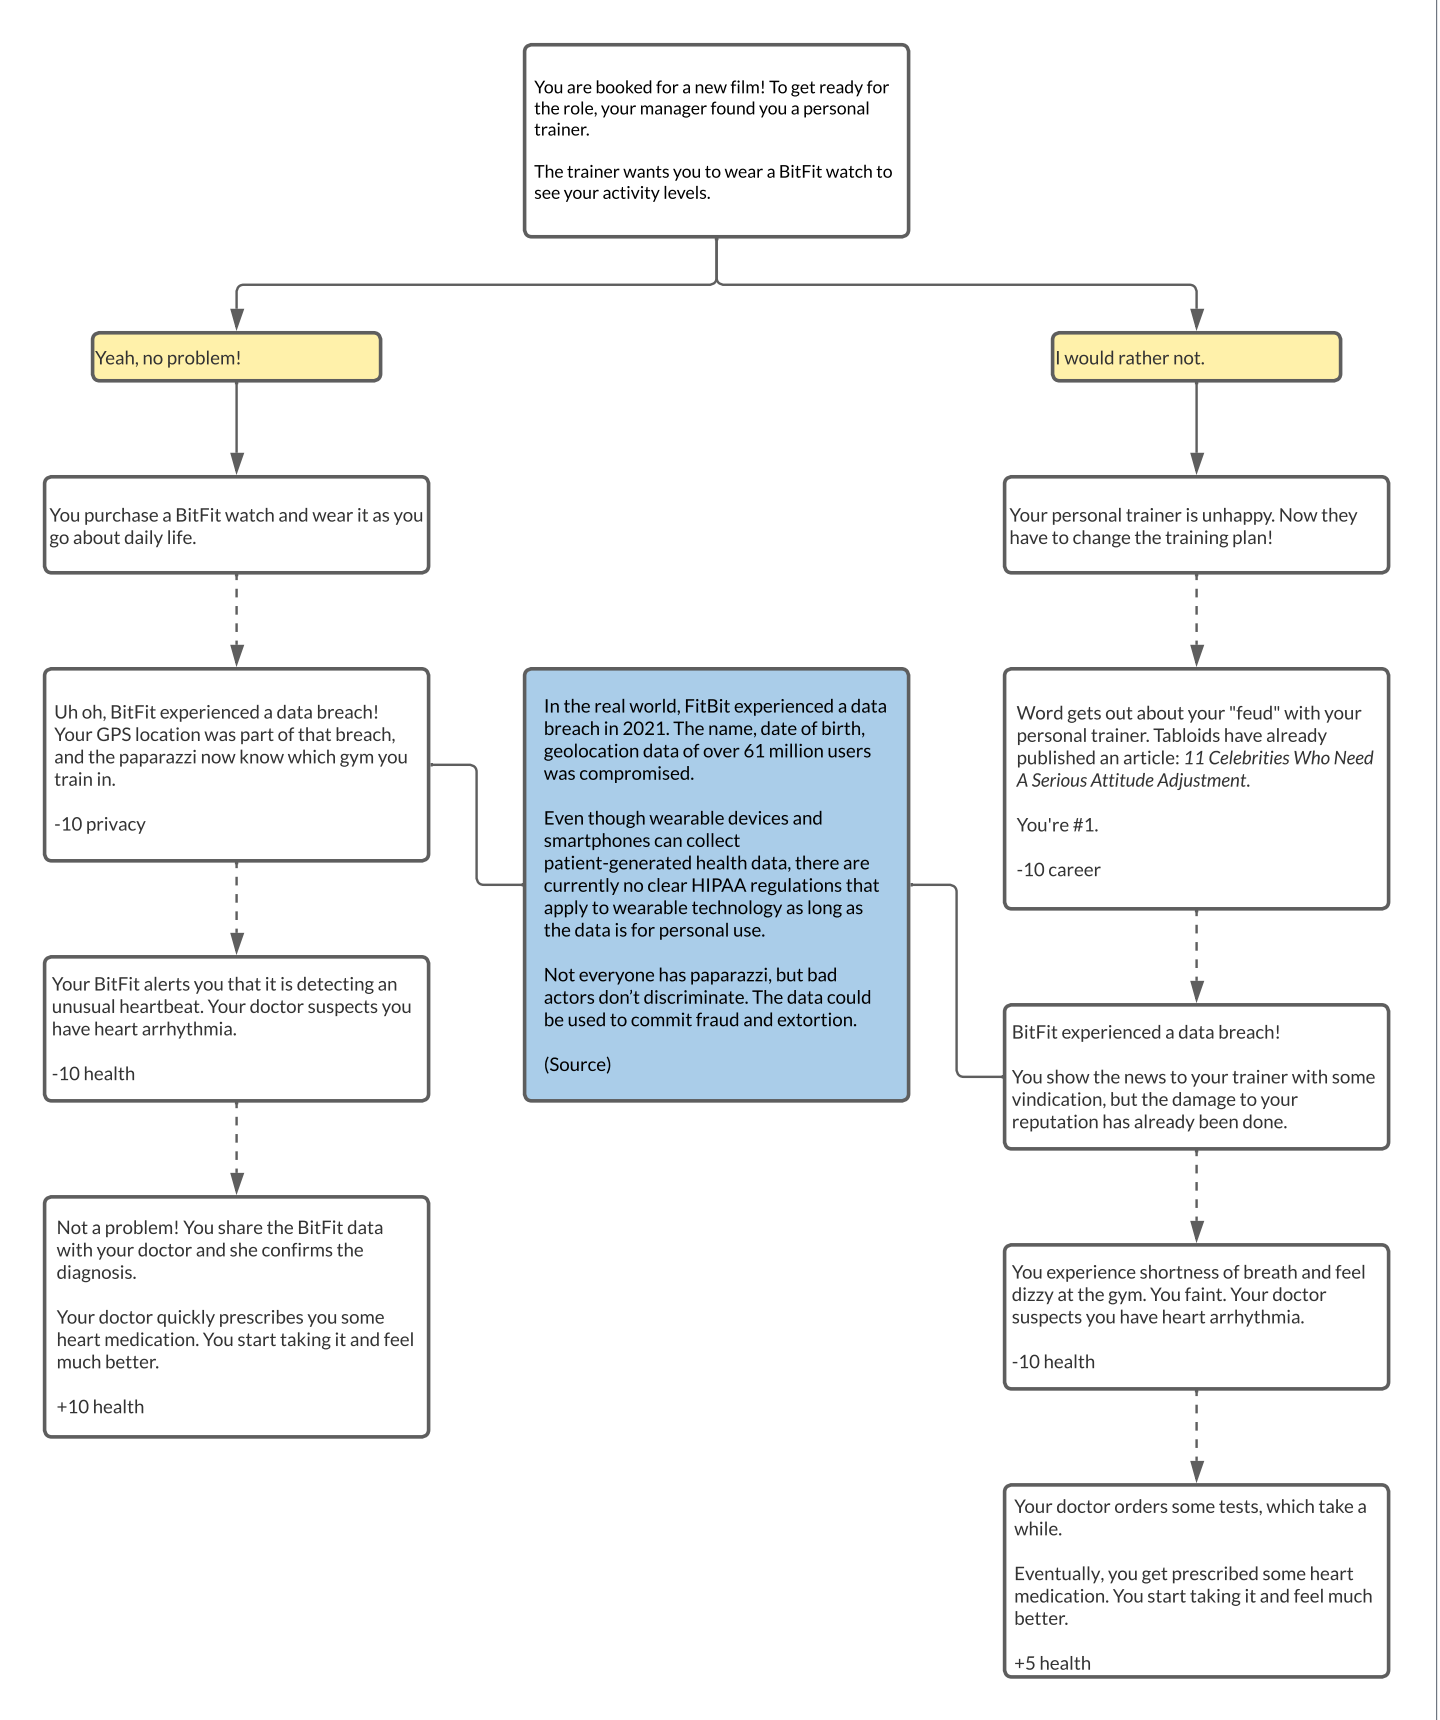 You are booked for a new film! To get ready for
the role, your manager found you a personal
trainer.
The trainer wants you to wear a BitFit watch to
see your activity levels.
Yeah, no problem!
I would rather not.
You purchase a BitFit watch and wear it as you
go about daily life.
Your personal trainer is unhappy. Now they
have to change the training plan!
Uh oh, BitFit experienced a data breach!
Your GPS location was part of that breach,
and the paparazzi now know which gym you
train in.
-10 privacy
In the real world, FitBit experienced a data
breach in 2021. The name, date of birth,
geolocation data of over 61 million users
was compromised.
Even though wearable devices and
smartphones can collect
patient-generated health data, there are
currently no clear HIPAA regulations that
apply to wearable technology as long as
the data is for personal use.
Not everyone has paparazzi, but bad
actors don’t discriminate. The data could
be used to commit fraud and extortion.
(Source)
Word gets out about your "feud" with your
personal trainer. Tabloids have already
published an article: 11 Celebrities Who Need
A Serious Attitude Adjustment.
You're #1.
-10 career
Your BitFit alerts you that it is detecting an
unusual heartbeat. Your doctor suspects you
have heart arrhythmia.
-10 health
BitFit experienced a data breach!
You show the news to your trainer with some
vindication, but the damage to your
reputation has already been done.
Not a problem! You share the BitFit data
with your doctor and she confirms the
diagnosis.
Your doctor quickly prescribes you some
heart medication. You start taking it and feel
much better.
+10 health
You experience shortness of breath and feel
dizzy at the gym. You faint. Your doctor
suspects you have heart arrhythmia.
-10 health
Your doctor orders some tests, which take a
while.
Eventually, you get prescribed some heart
medication. You start taking it and feel much
better.
+5 health